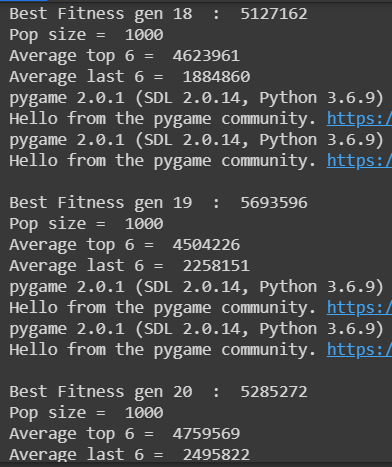 Best Fitness gen 18  :  5127162
Pop size =  1000
Average top 6 =  4623961
Average last 6 =  1884860
pygame 2.0.1 (SDL 2.0.14, Python 3.6.9)
Hello from the pygame community. https:/
pygame 2.0.1 (SDL 2.0.14, Python 3.6.9)
Hello from the pygame community. https:/
Best Fitness gen 19  :  5693596
Pop size =  1000
Average top 6 =  4504226
Average last 6 =  2258151
pygame 2.0.1 (SDL 2.0.14, Python 3.6.9)
Hello from the pygame community. https:/
pygame 2.0.1 (SDL 2.0.14, Python 3.6.9)
Hello from the pygame community. https:/
Best Fitness gen 20  :  5285272
Pop size =  1000
Average top 6 =  4759569
Average last 6 =  2495822